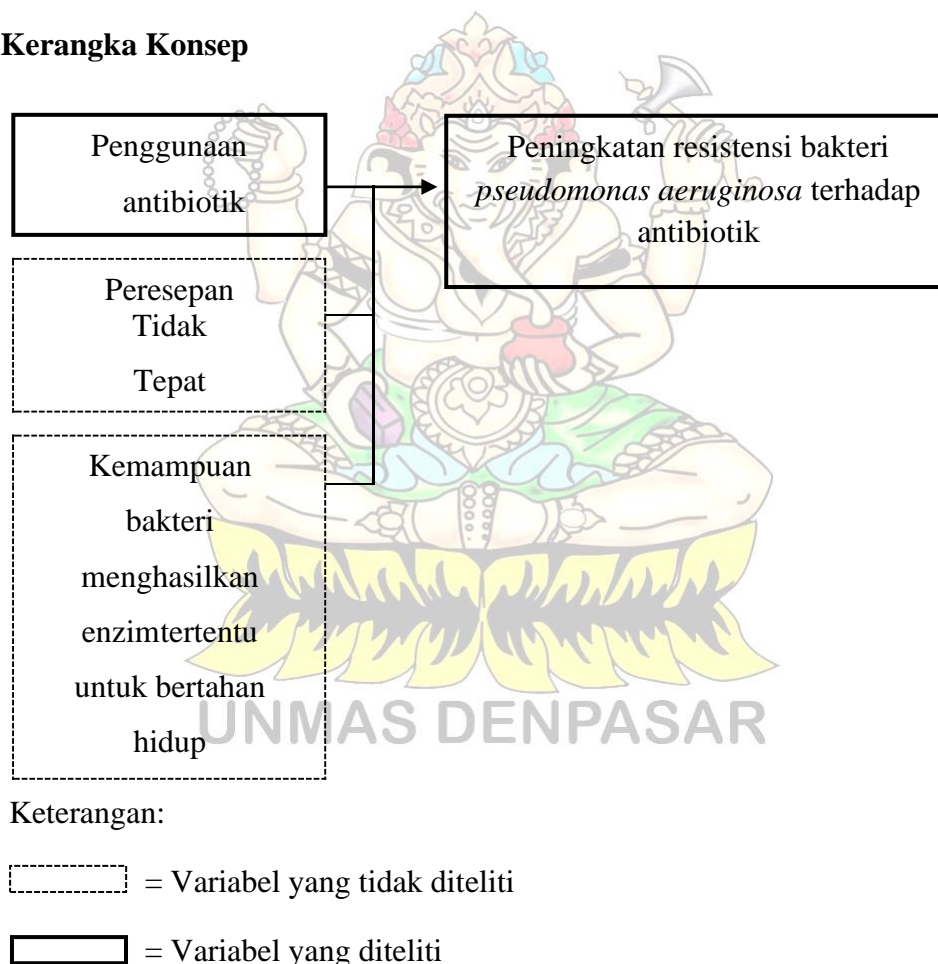 Kerangka Konsep
Penggunaan
antibiotik
Peningkatan resistensi bakteri
pseudomonas aeruginosa terhadap
antibiotik
Peresepan
Tidak
Tepat
Kemampuan
bakteri
menghasilkan
enzimtertentu
untuk bertahan
hidup
UNMAS DENPASAR
Keterangan:
= Variabel yang tidak diteliti
= Variabel yang diteliti